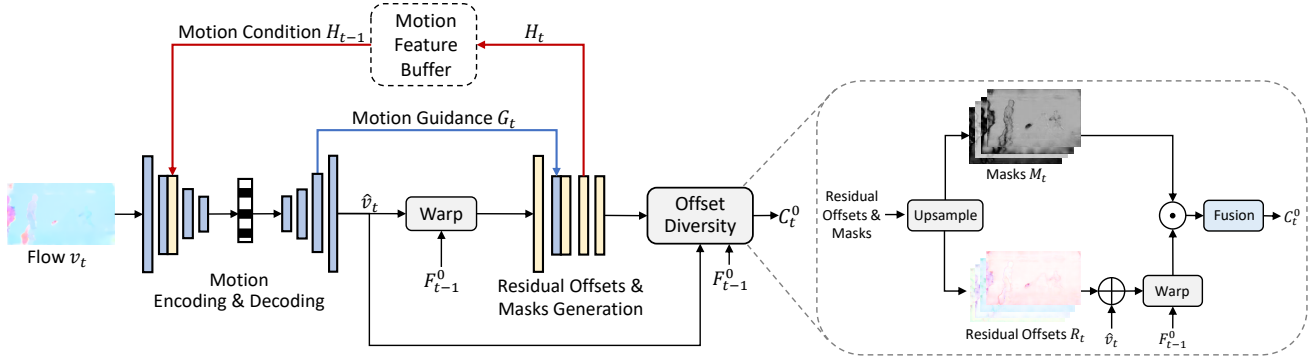 Motion Condition H_{t-1}
Motion
Feature
Buffer
H_t
Motion Guidance G_t
Flow v_t
Motion
Encoding & Decoding
v̂_t
Warp
F_{t-1}^0
Residual Offsets &
Masks Generation
Offset
Diversity
C_t^0
F_{t-1}^0
Residual
Offsets &
Masks
Upsample
Masks M_t
Residual Offsets R_t
v̂_t
Warp
F_{t-1}^0
Fusion
C_t^0